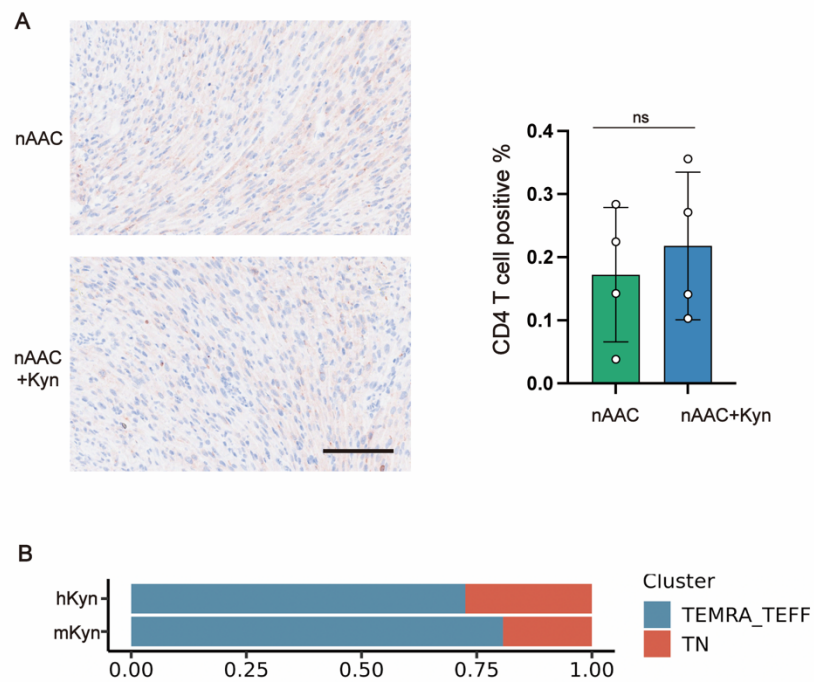 A
nAAC
nAAC
+Kyn
CD4 T cell positive %
0.4
0.3
0.2
0.1
0.0
ns
nAAC
nAAC+Kyn
B
hKyn
mKyn
0.00
0.25
0.50
0.75
1.00
Cluster
TEMRA_TEFF
TN